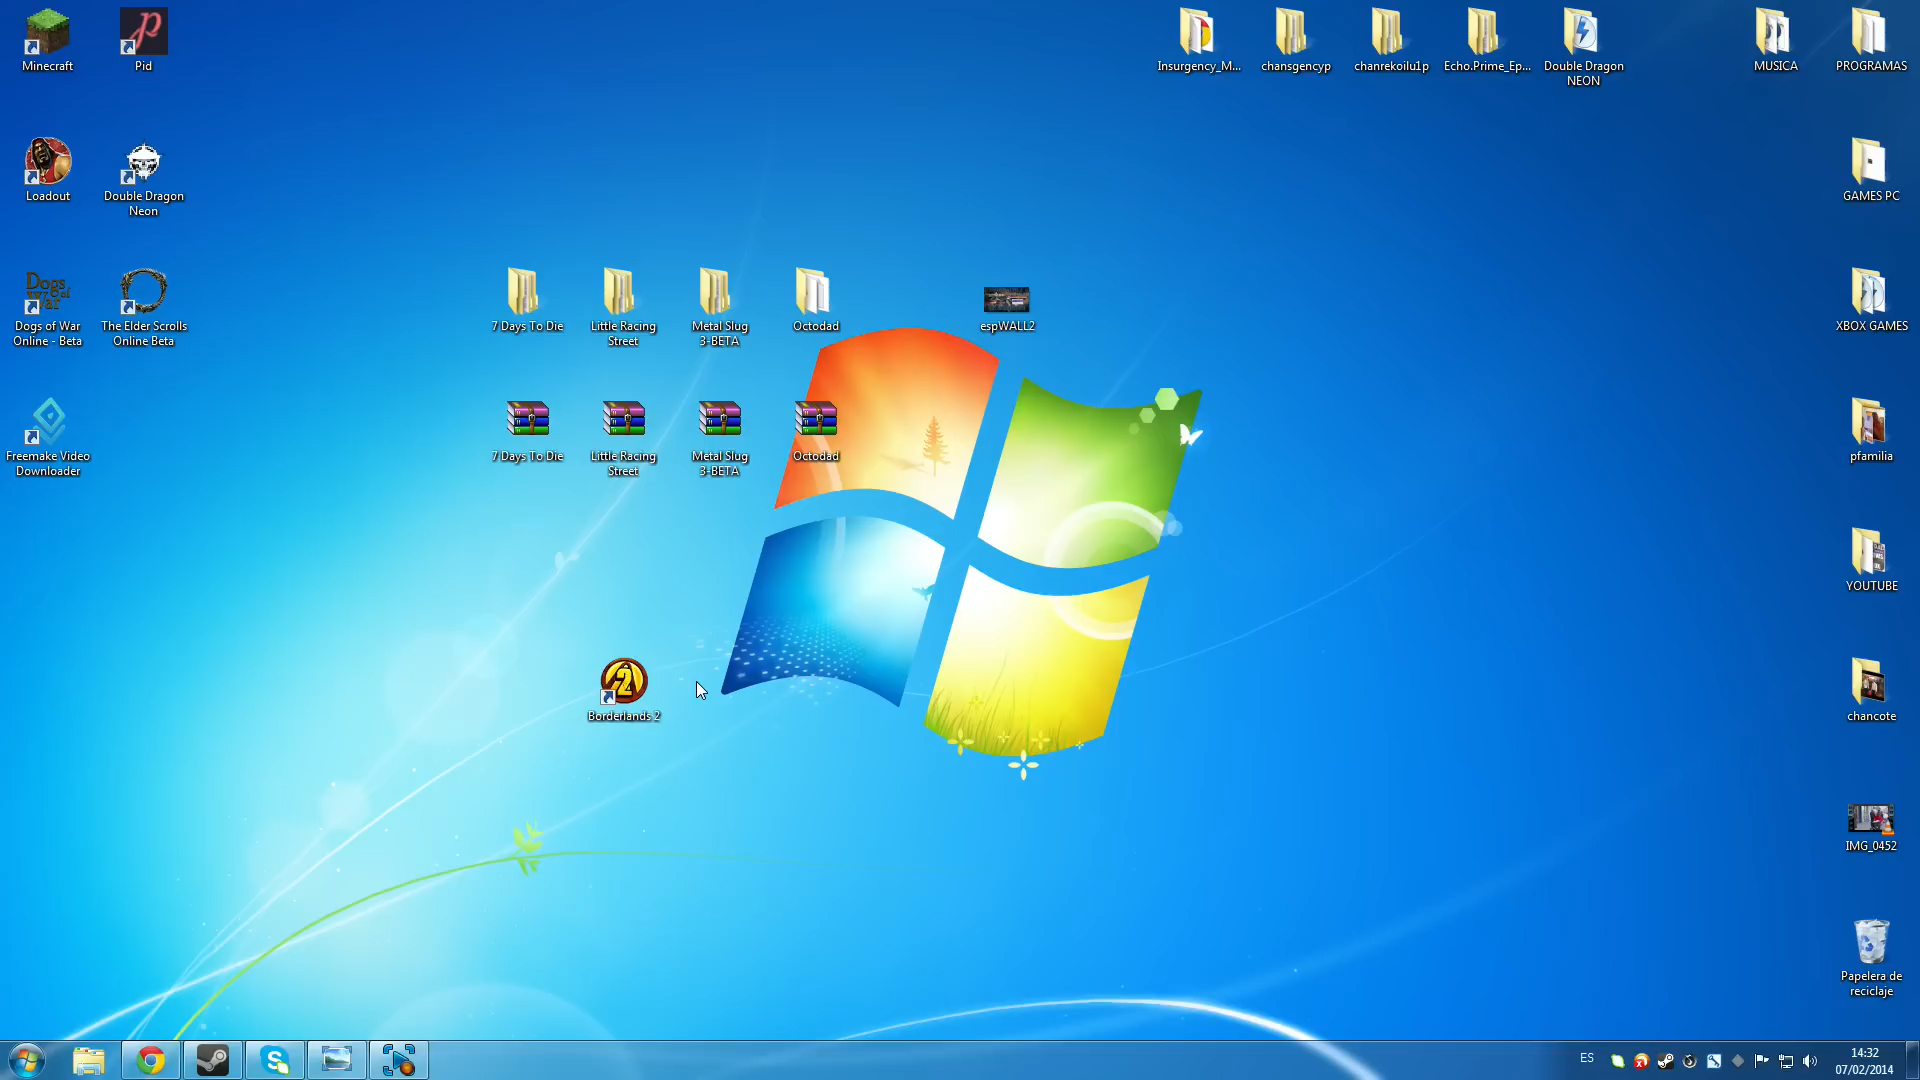 Minecraft
Pid
Insurgency_M...
chansgencyp
chanrekoilu1p
Echo.Prime_Ep...
Double Dragon
NEON
MUSICA
PROGRAMAS
Loadout
Double Dragon
Neon
GAMES PC
Dogs of War
Online - Beta
The Elder Scrolls
Online Beta
7 Days To Die
Little Racing
Street
Metal Slug
3-BETA
Octodad
espWALL2
XBOX GAMES
Freemake Video
Downloader
7 Days To Die
Little Racing
Street
Metal Slug
3-BETA
Octodad
pfamilia
YOUTUBE
Borderlands 2
chancote
IMG_0452
Papelera de
reciclaje
ES
14:32
07/02/2014